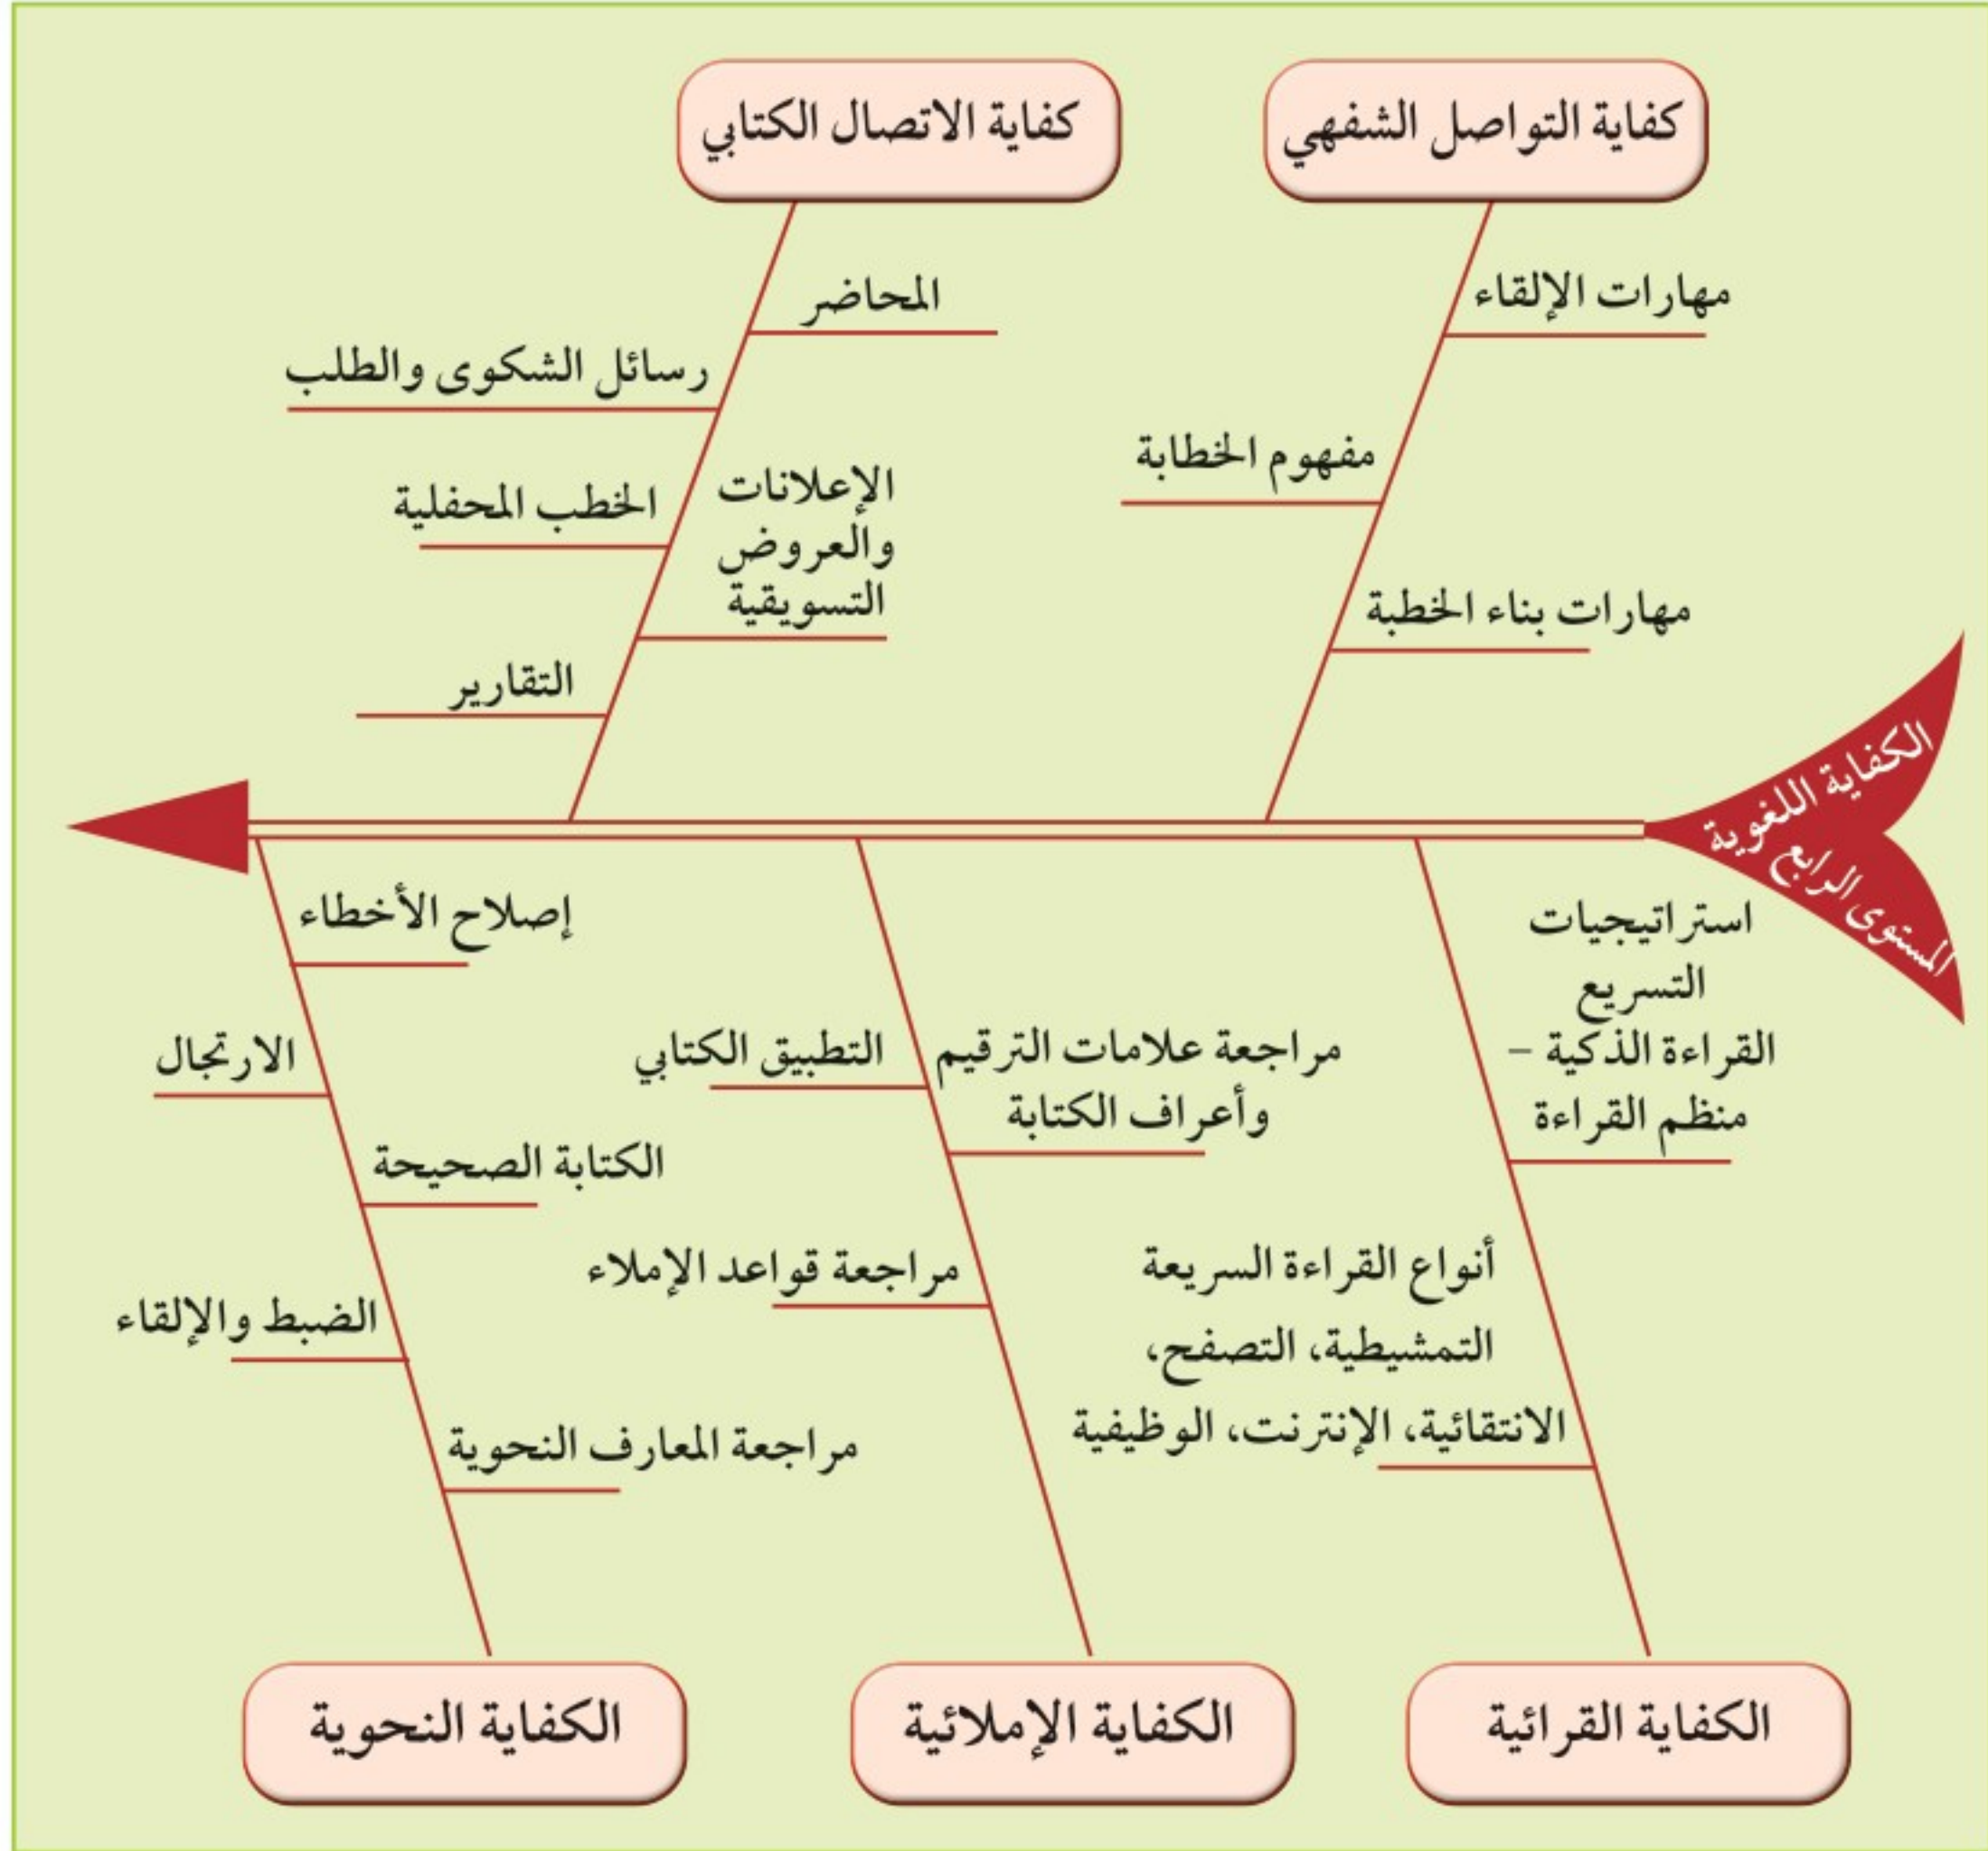 كفاية التواصل الشفهي
مهارات الإلقاء
مفهوم الخطابة
مهارات بناء الخطبة
كفاية الاتصال الكتابي
المحاضر
رسائل الشكوى والطلب
الإعلانات
والعروض
التسويقية
الخطب المحفلية
التقارير
الكفاية اللغوية
المستوى الرابع
استراتيجيات
التسريع
القراءة الذكية –
منظم القراءة
أنواع القراءة السريعة
التمشيطية، التصفح،
الانتقائية، الإنترنت، الوظيفية
الكفاية القرائية
مراجعة علامات الترقيم
وأعراف الكتابة
التطبيق الكتابي
مراجعة قواعد الإملاء
الكفاية الإملائية
إصلاح الأخطاء
الارتجال
الكتابة الصحيحة
الضبط والإلقاء
مراجعة المعارف النحوية
الكفاية النحوية